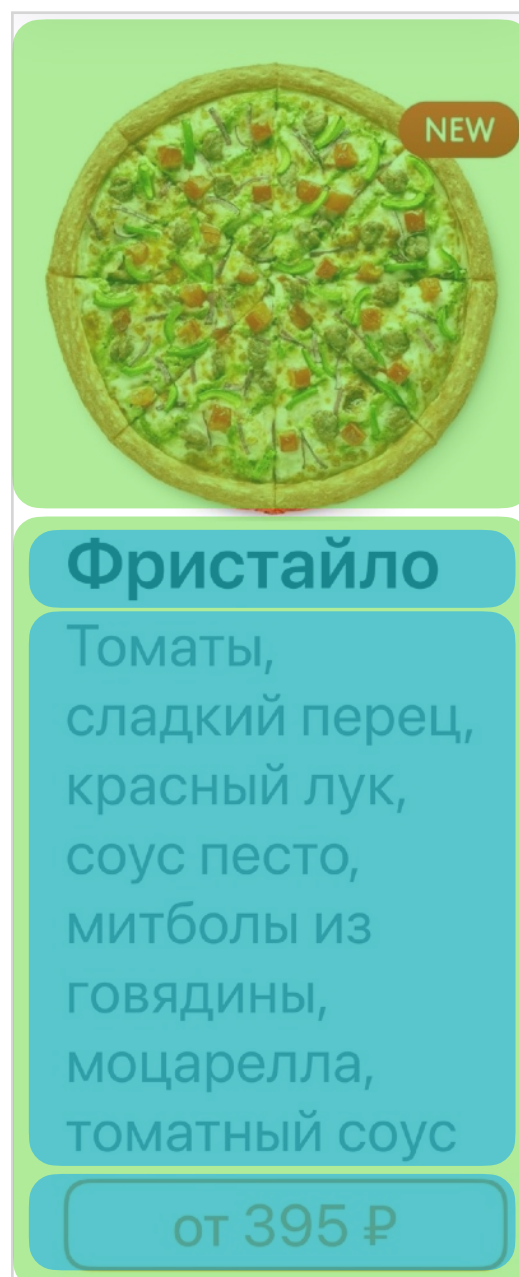 NEW
Фристайло
Томаты,
сладкий перец,
красный лук,
соус песто,
митболы из
говядины,
моцарелла,
томатный соус
от 395 ₽